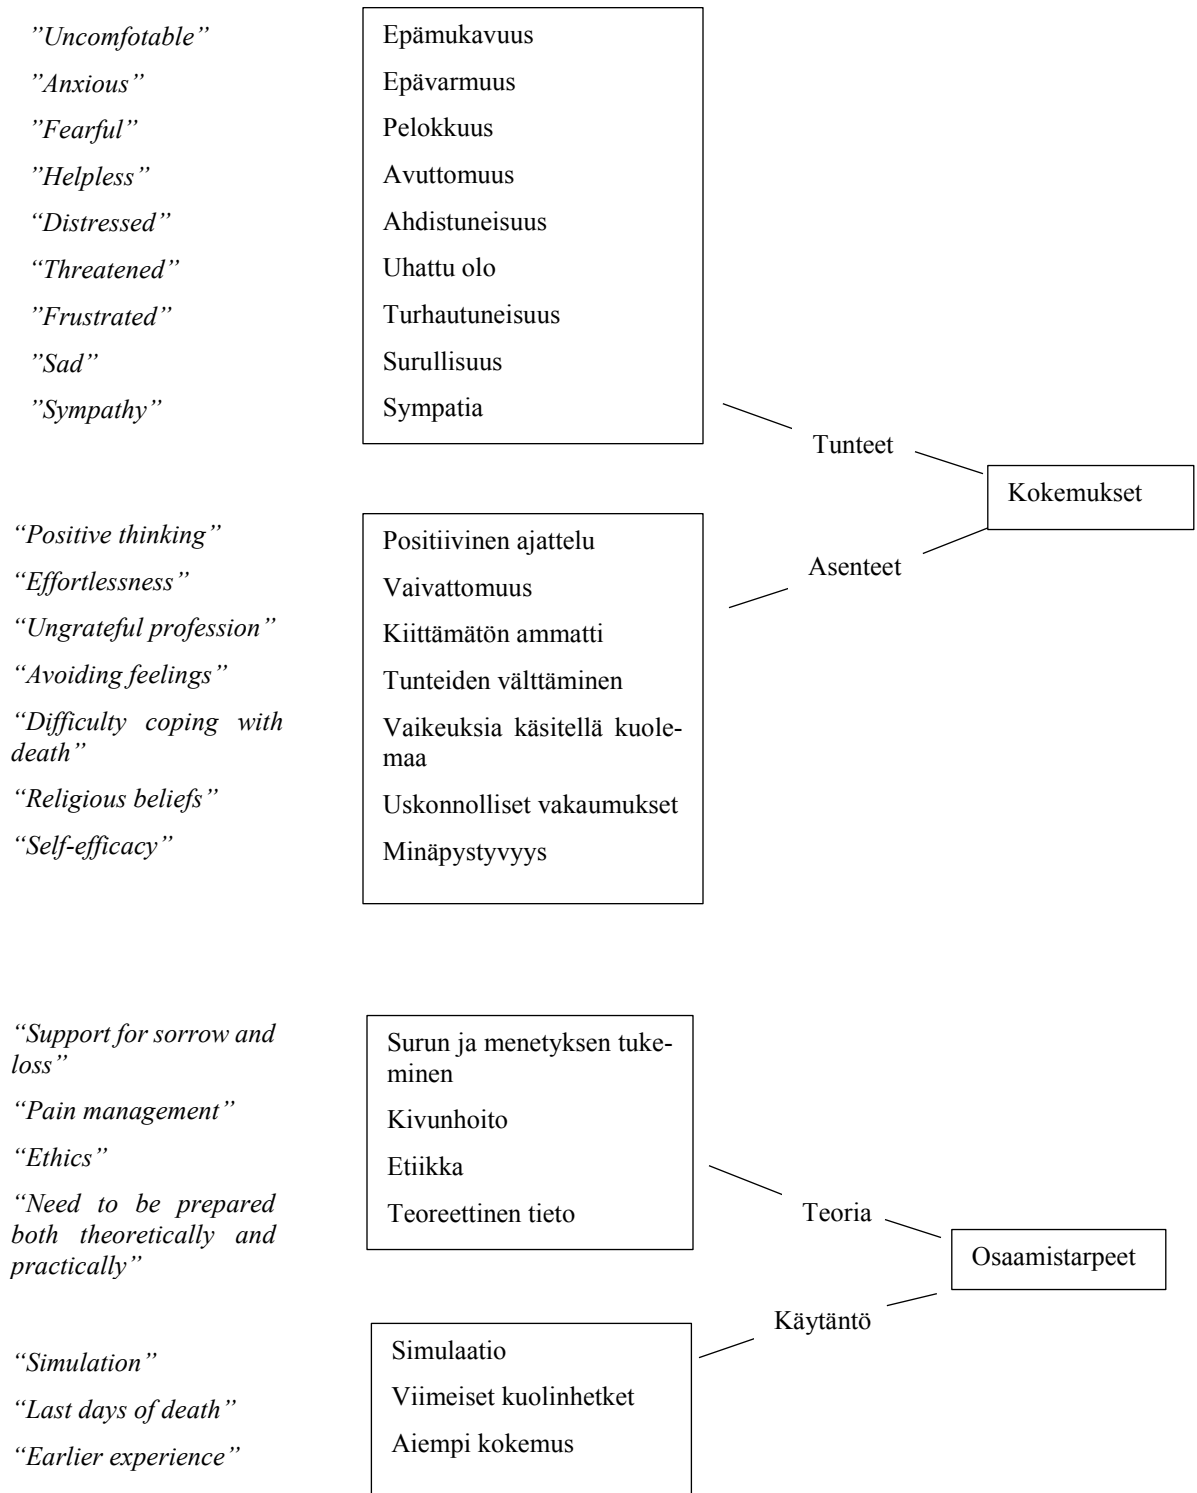 ”Uncomfotable”
”Anxious”
”Fearful”
”Helpless”
“Distressed”
“Threatened”
”Frustrated”
”Sad”
”Sympathy”
Epämukavuus
Epävarmuus
Pelokkuus
Avuttomuus
Ahdistuneisuus
Uhattu olo
Turhautuneisuus
Surullisuus
Sympatia
Tunteet
Kokemukset
Asenteet
“Positive thinking”
“Effortlessness”
“Ungrateful profession”
“Avoiding feelings”
“Difficulty coping with
death”
“Religious beliefs”
“Self-efficacy”
Positiivinen ajattelu
Vaivattomuus
Kiittämätön ammatti
Tunteiden välttäminen
Vaikeuksia käsitellä kuole-
maa
Uskonnolliset vakaumukset
Minäpystyvyys
“Support for sorrow and
loss”
“Pain management”
“Ethics”
“Need to be prepared
both theoretically and
practically”
Surun ja menetyksen tuke-
minen
Kivunhoito
Etiikka
Teoreettinen tieto
Teoria
Osaamistarpeet
Käytäntö
“Simulation”
“Last days of death”
“Earlier experience”
Simulaatio
Viimeiset kuolinhetket
Aiempi kokemus